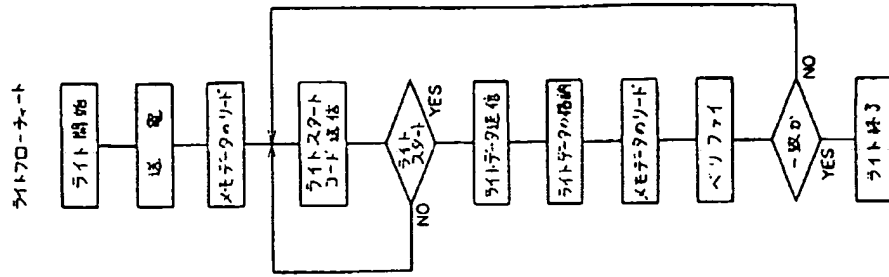 ライトフローチャート
ライト開始
送電
メモデータのリード
ライトスタート
コード送信
ライト
スタート
YES
NO
ライトデータ送信
ライトデータの格納
メモデータのリード
ベリファイ
一致か
NO
YES
ライト終了